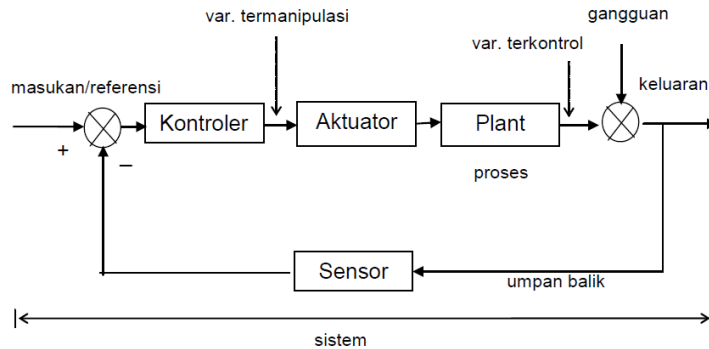 gangguan
var. termanipulasi
var. terkontrol
masukan/referensi
keluaran
Kontroler
Aktuator
Plant
+
–
proses
Sensor
umpan balik
sistem